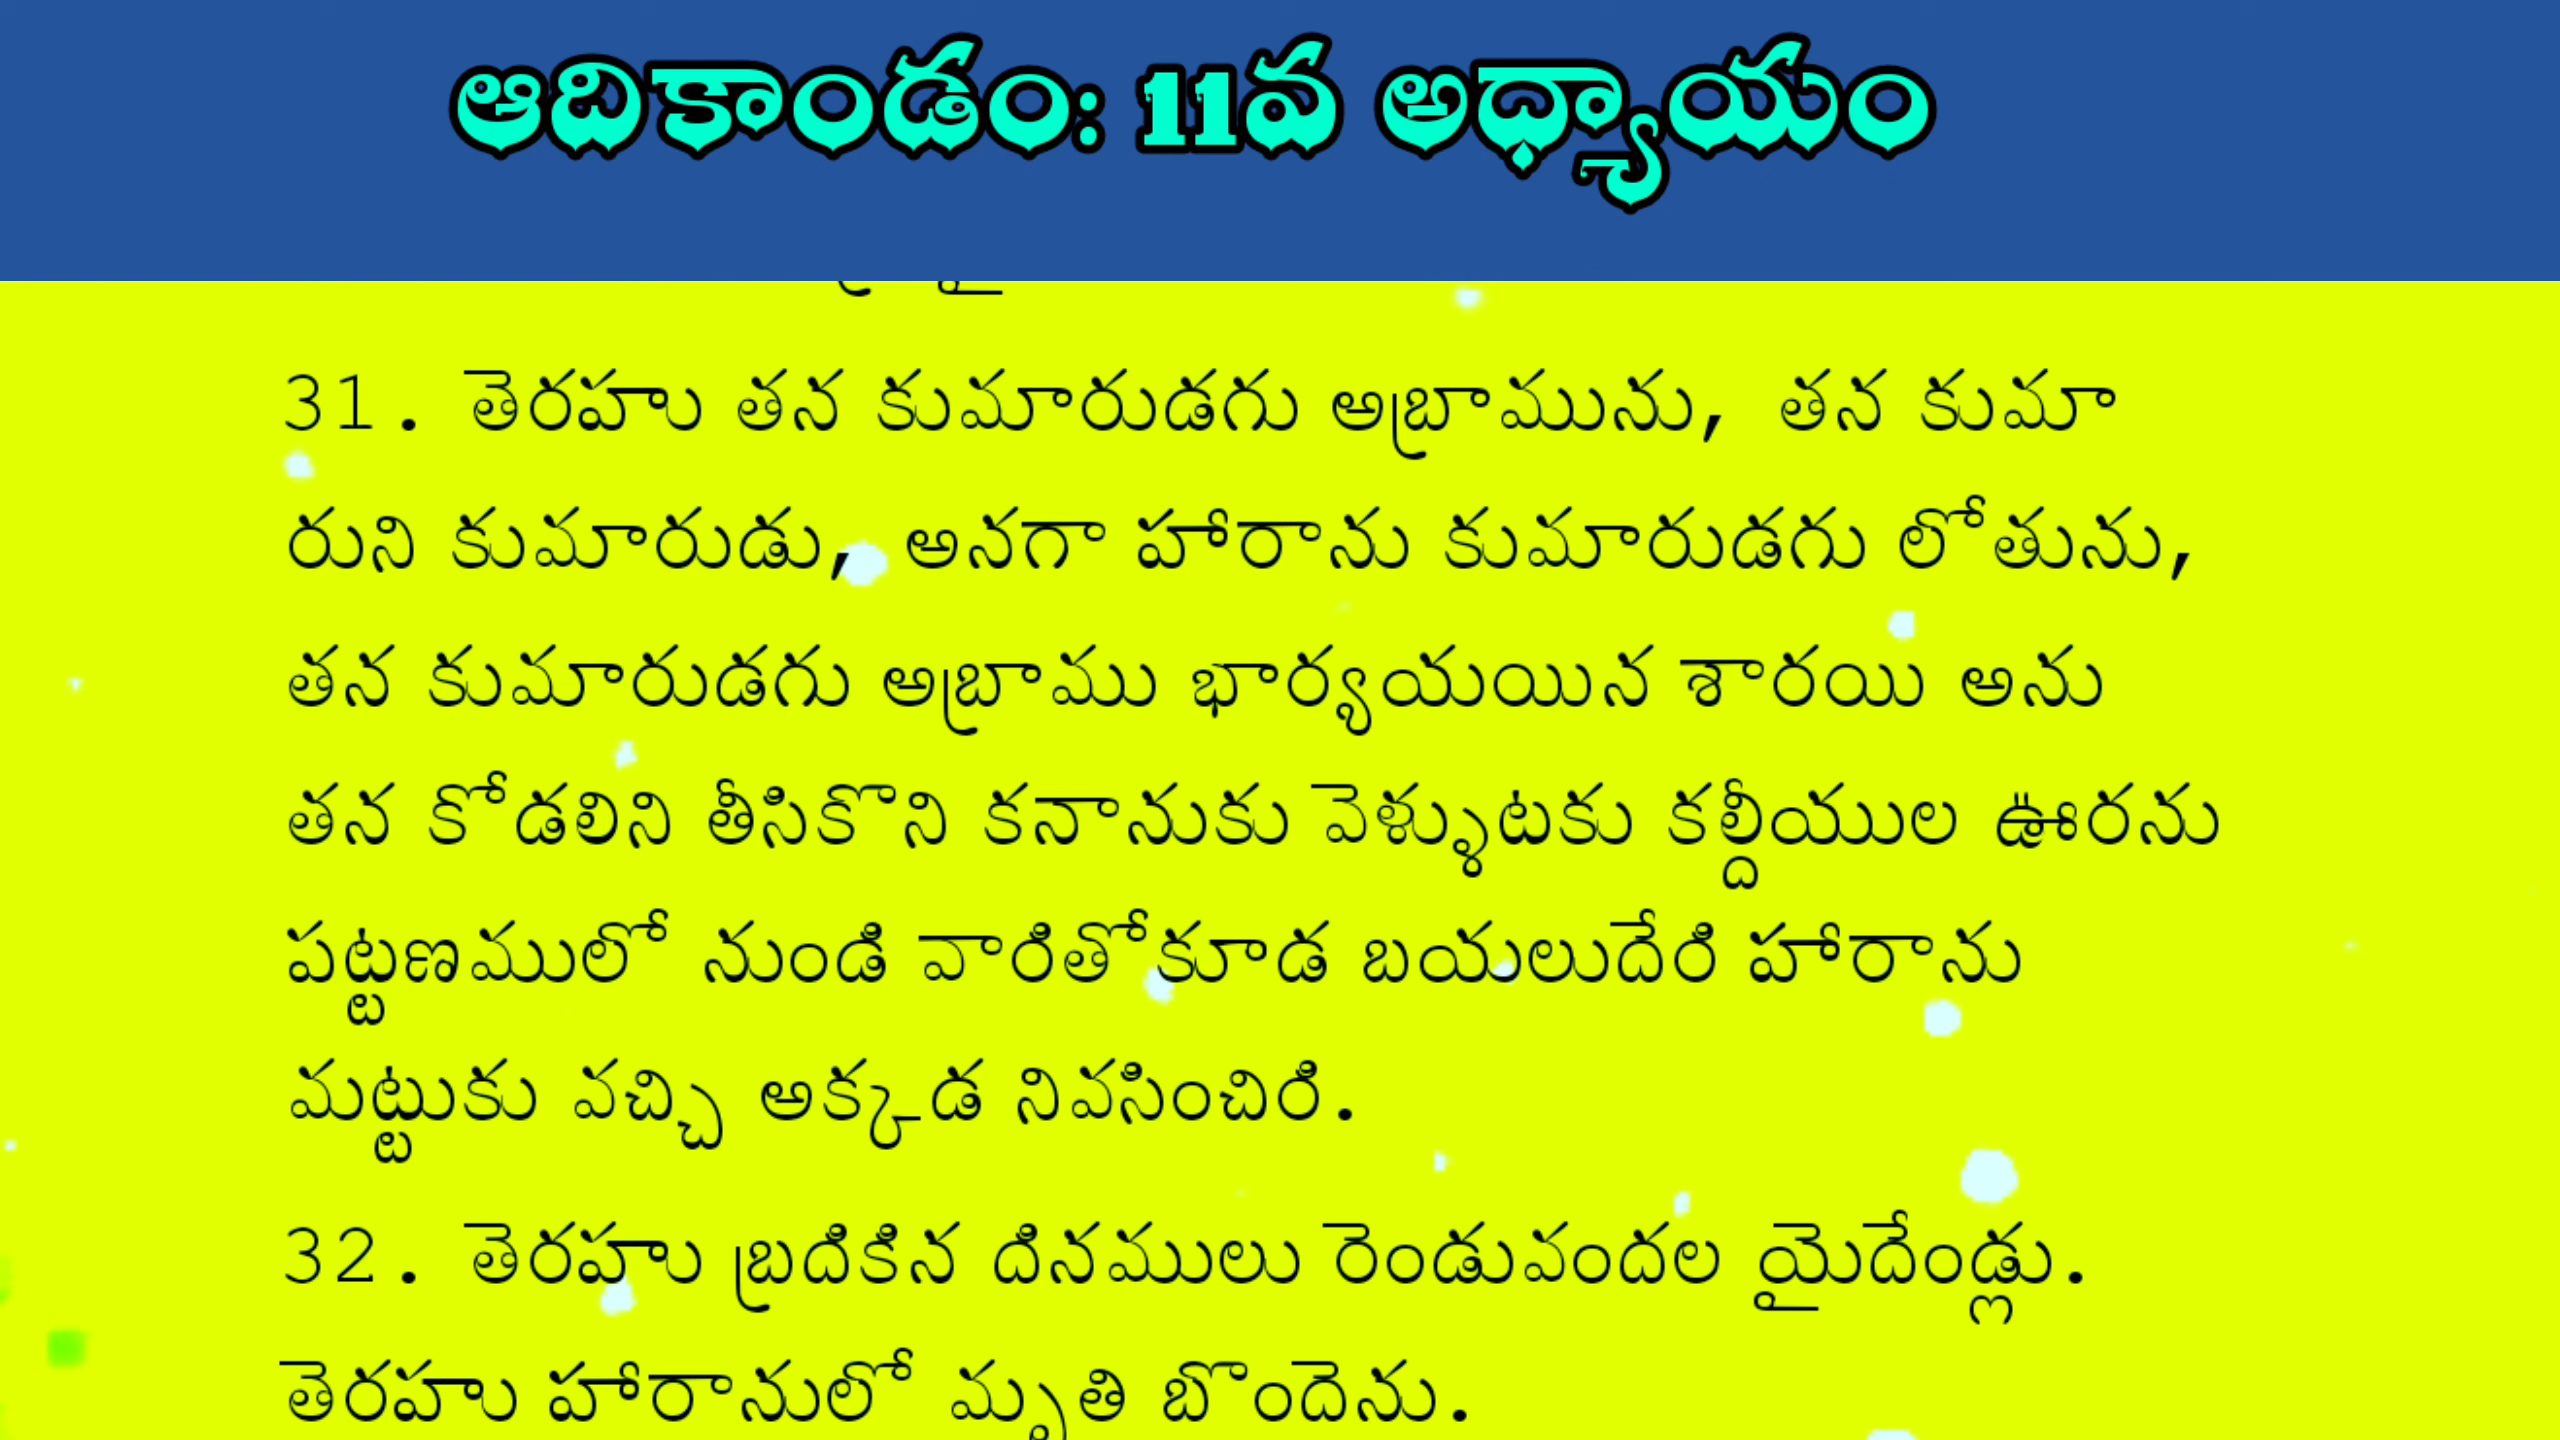 ఆదికాండం: 11వ అధ్యాయం
31. తెరహు తన కుమారుడగు అబ్రామును, తన కుమా
రుని కుమారుడు, అనగా హారాను కుమారుడగు లోతును,
తన కుమారుడగు అబ్రాము భార్యయయిన శారయి అను
తన కోడలిని తీసికొని కనానుకు వెళ్ళుటకు కల్దీయుల ఊరను
పట్టణములో నుండి వారితోకూడ బయలుదేరి హారాను
మట్టుకు వచ్చి అక్కడ నివసించిరి.
32. తెరహు బ్రదికిన దినములు రెండువందల యైదేండ్లు.
తెరహు హారానులో మృతి బొందెను.